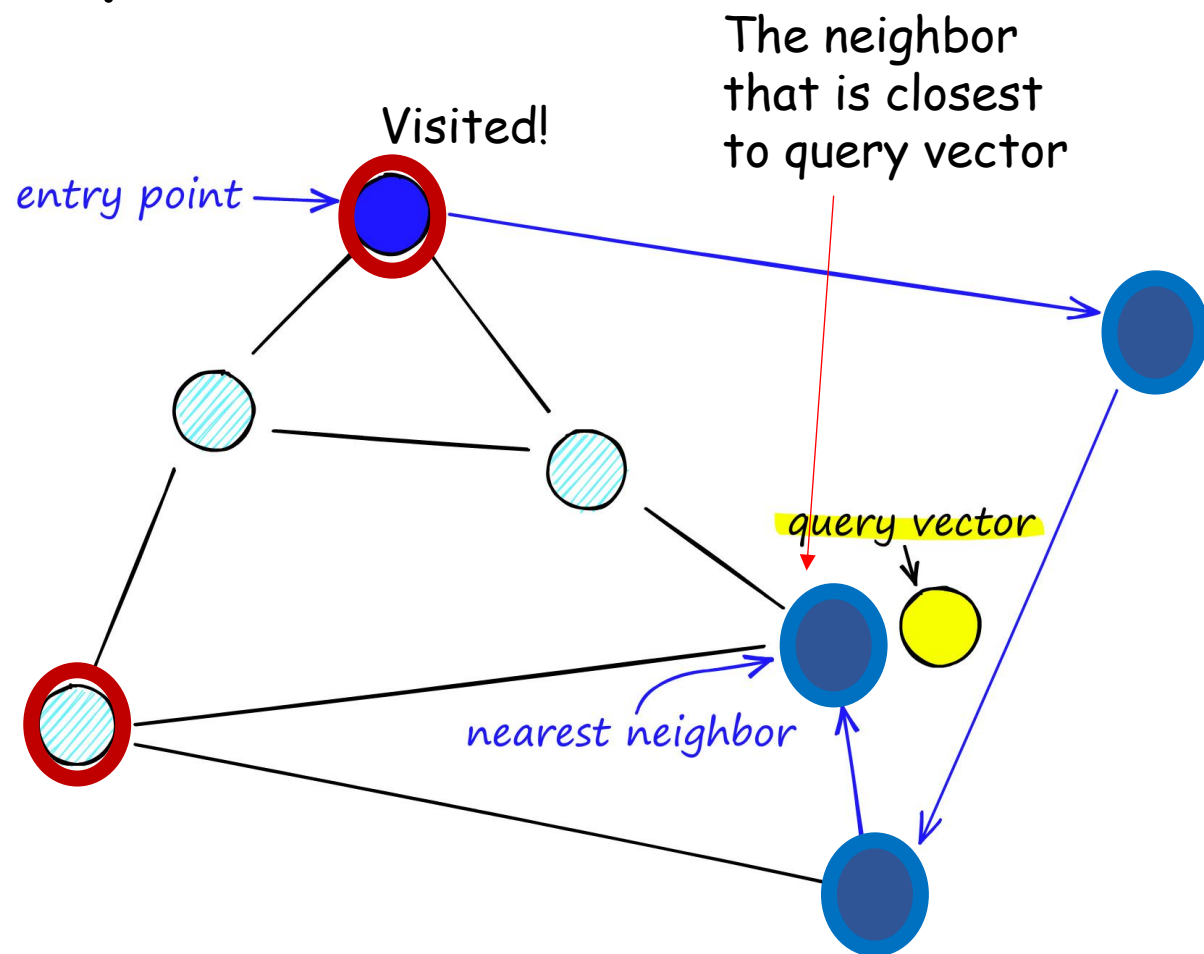 The neighbor
that is closest
to query vector
Visited!
entry point
query vector
nearest neighbor